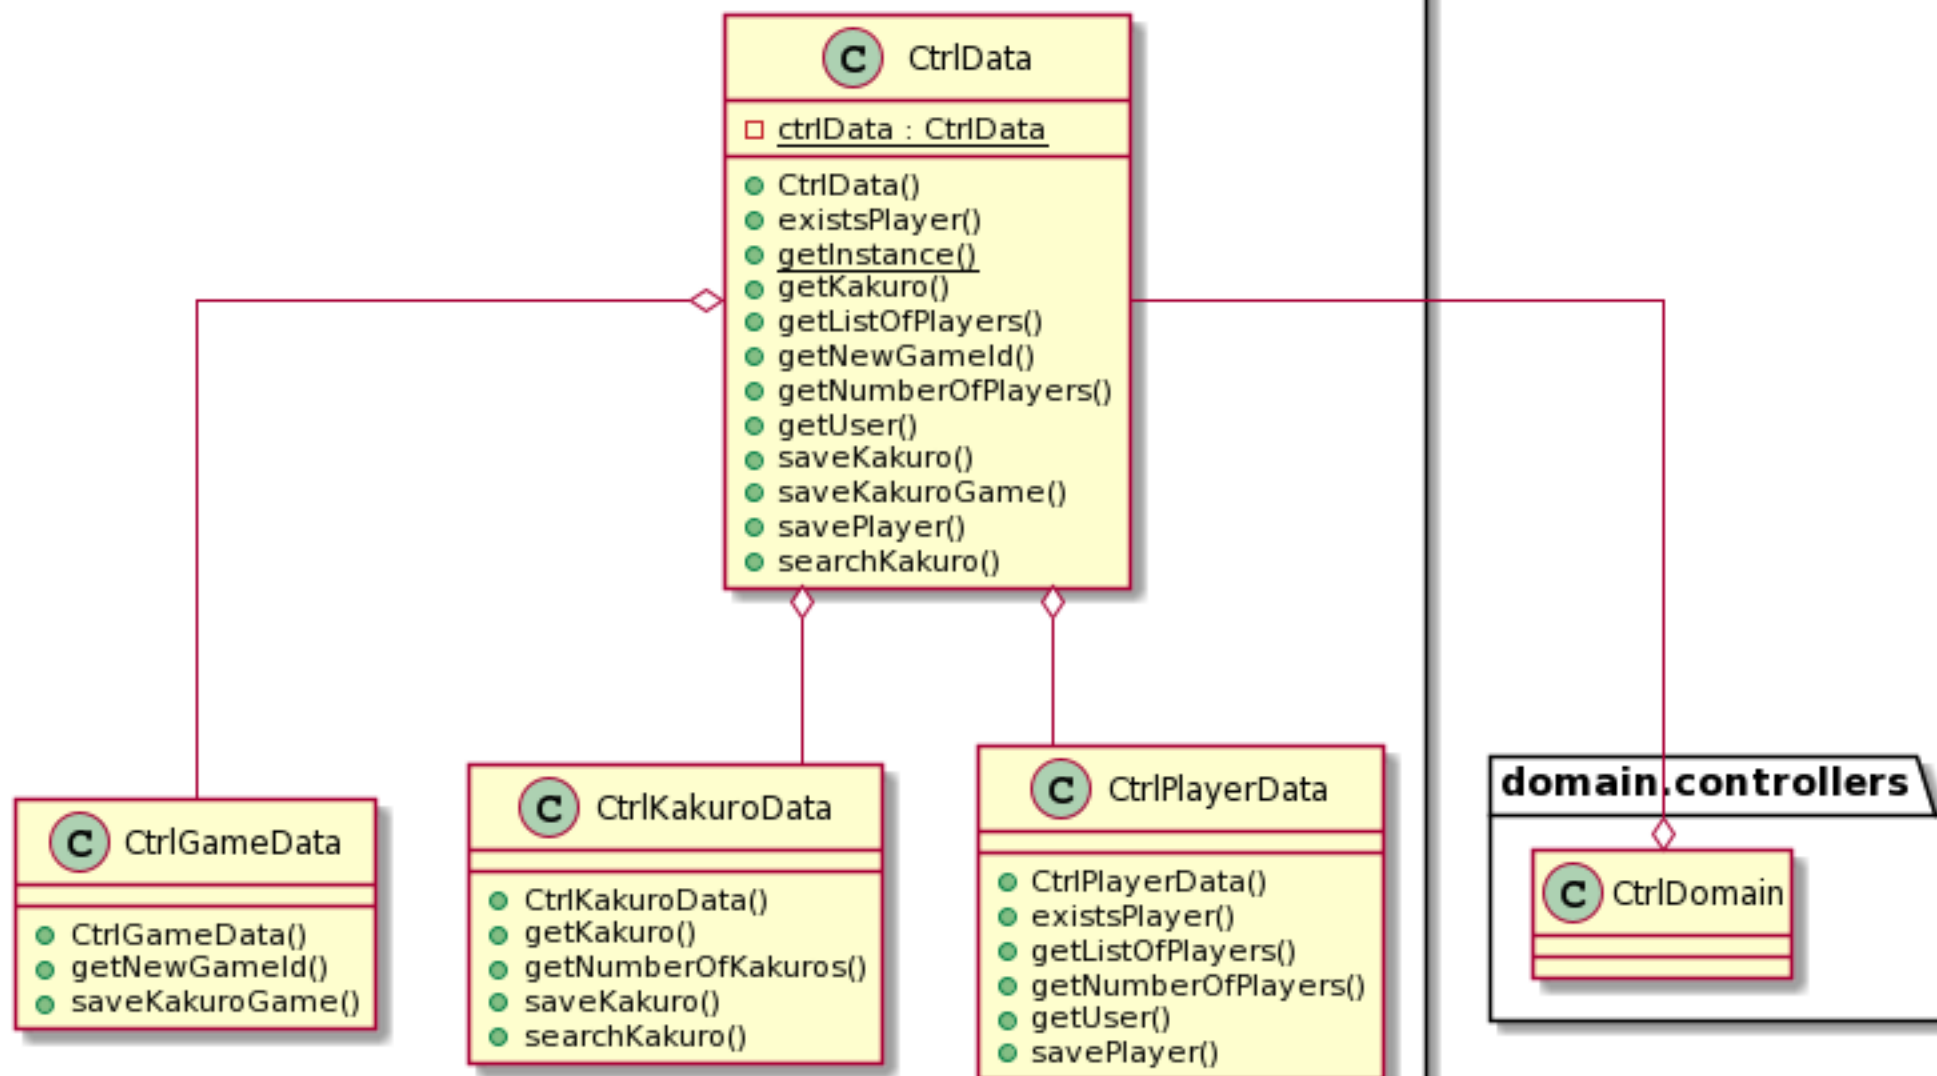 C CtrlData
ctrlData : CtrlData
CtrlData()
existsPlayer()
getInstance()
getKakuro()
getListOfPlayers()
getNewGameId()
getNumberOfPlayers()
getUser()
saveKakuro()
saveKakuroGame()
savePlayer()
searchKakuro()
C CtrlGameData
CtrlGameData()
getNewGameId()
saveKakuroGame()
C CtrlKakuroData
CtrlKakuroData()
getKakuro()
getNumberOfKakuros()
saveKakuro()
searchKakuro()
C CtrlPlayerData
CtrlPlayerData()
existsPlayer()
getListOfPlayers()
getNumberOfPlayers()
getUser()
savePlayer()
domain.controllers
C CtrlDomain